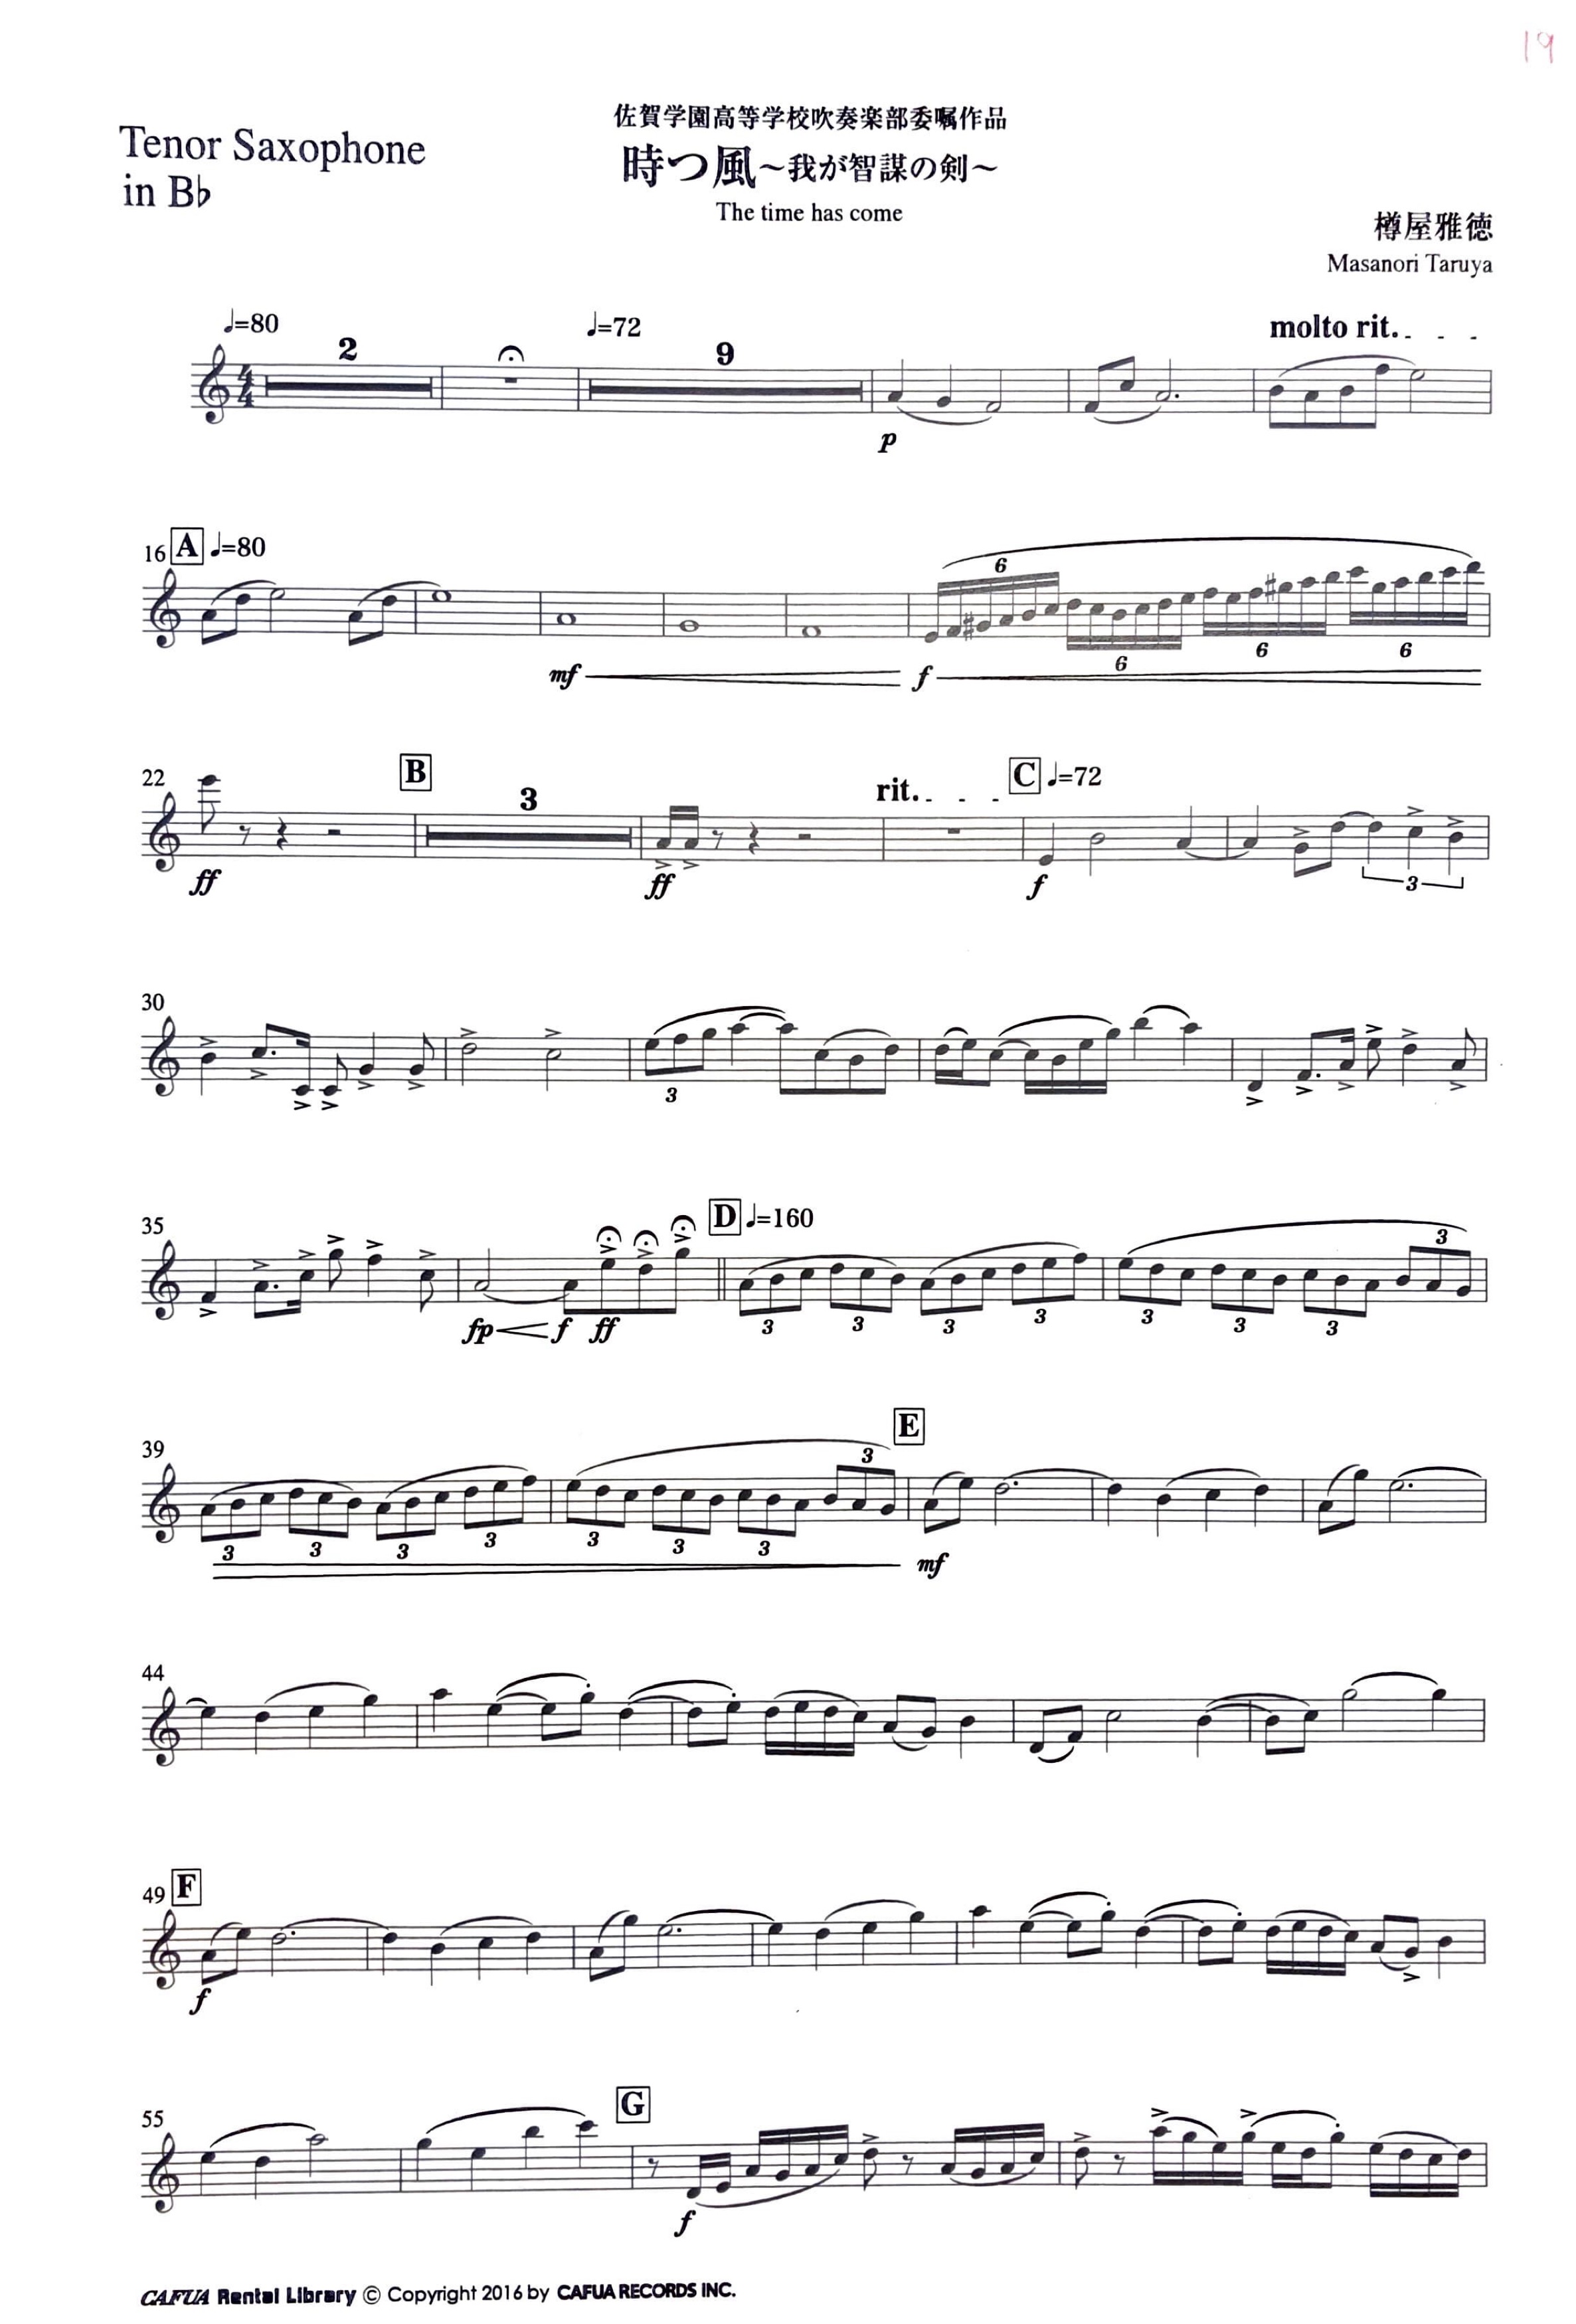 19
佐賀学園高等学校吹奏楽部委嘱作品
Tenor Saxophone
in B♭
時つ風～我が智謀の剣～
The time has come
樽屋雅徳
Masanori Taruya
♩=80 2 ♩=72 9 molto rit. . . .
p
16 A ♩=80
6 6 6 6
mf f
22 B 3 rit. . . . C ♩=72
ff ff f 3
30
3
35 D ♩=160
3
fp f ff 3 3 3 3 3 3 3
39 E
3
3 3 3 3 3 3 3 mf
44
49 F
f
55 G
f
CAFUA Rental Library © Copyright 2016 by CAFUA RECORDS INC.